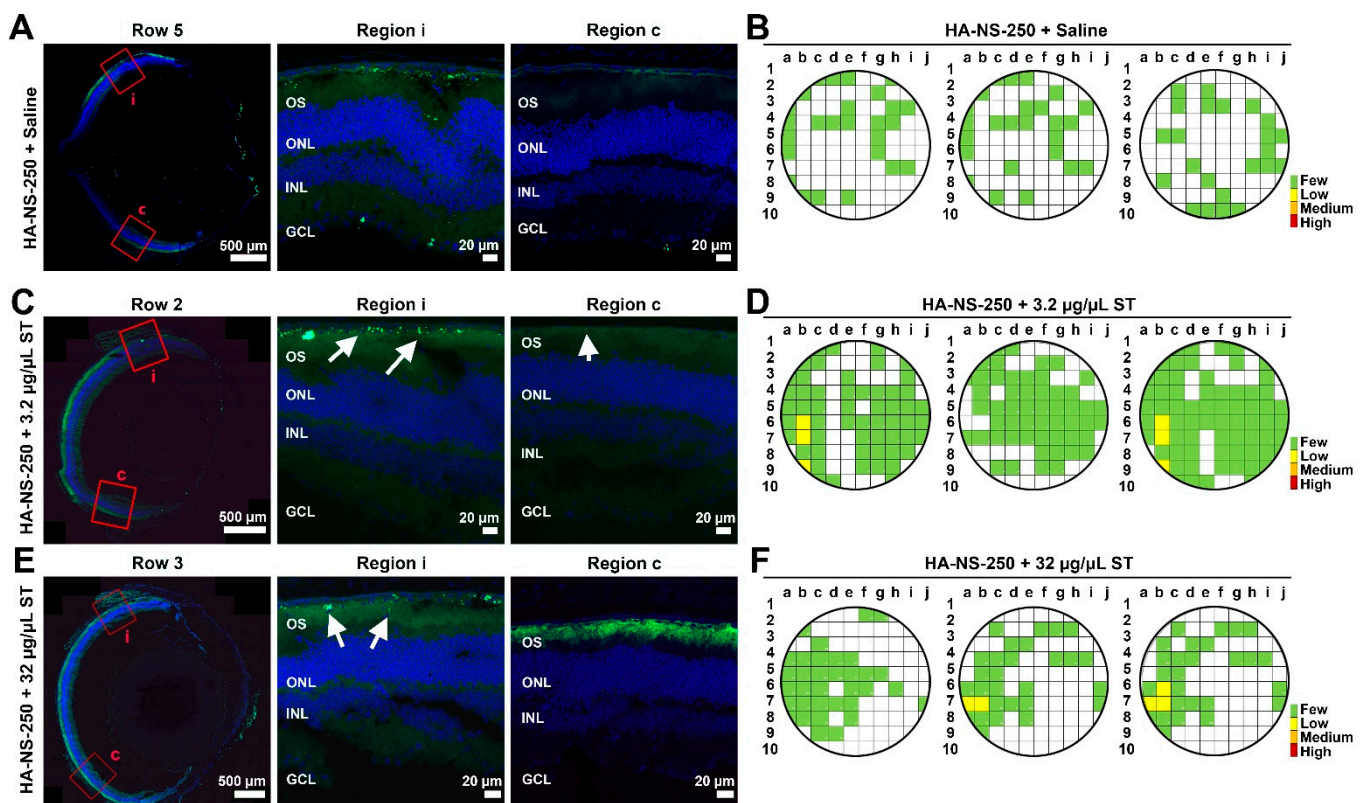 A
Row 5
Region i
Region c
HA-NS-250 + Saline
i
c
500 µm
OS
ONL
INL
GCL
20 µm
OS
ONL
INL
GCL
20 µm
B
HA-NS-250 + Saline
a b c d e f g h i j
a b c d e f g h i j
a b c d e f g h i j
1
2
3
4
5
6
7
8
9
10
1
2
3
4
5
6
7
8
9
10
1
2
3
4
5
6
7
8
9
10
Few
Low
Medium
High
C
Row 2
Region i
Region c
HA-NS-250 + 3.2 µg/µL ST
i
c
500 µm
OS
ONL
INL
GCL
20 µm
OS
ONL
INL
GCL
20 µm
D
HA-NS-250 + 3.2 µg/µL ST
a b c d e f g h i j
a b c d e f g h i j
a b c d e f g h i j
1
2
3
4
5
6
7
8
9
10
1
2
3
4
5
6
7
8
9
10
1
2
3
4
5
6
7
8
9
10
Few
Low
Medium
High
E
Row 3
Region i
Region c
HA-NS-250 + 32 µg/µL ST
i
c
500 µm
OS
ONL
INL
GCL
20 µm
OS
ONL
INL
GCL
20 µm
F
HA-NS-250 + 32 µg/µL ST
a b c d e f g h i j
a b c d e f g h i j
a b c d e f g h i j
1
2
3
4
5
6
7
8
9
10
1
2
3
4
5
6
7
8
9
10
1
2
3
4
5
6
7
8
9
10
Few
Low
Medium
High